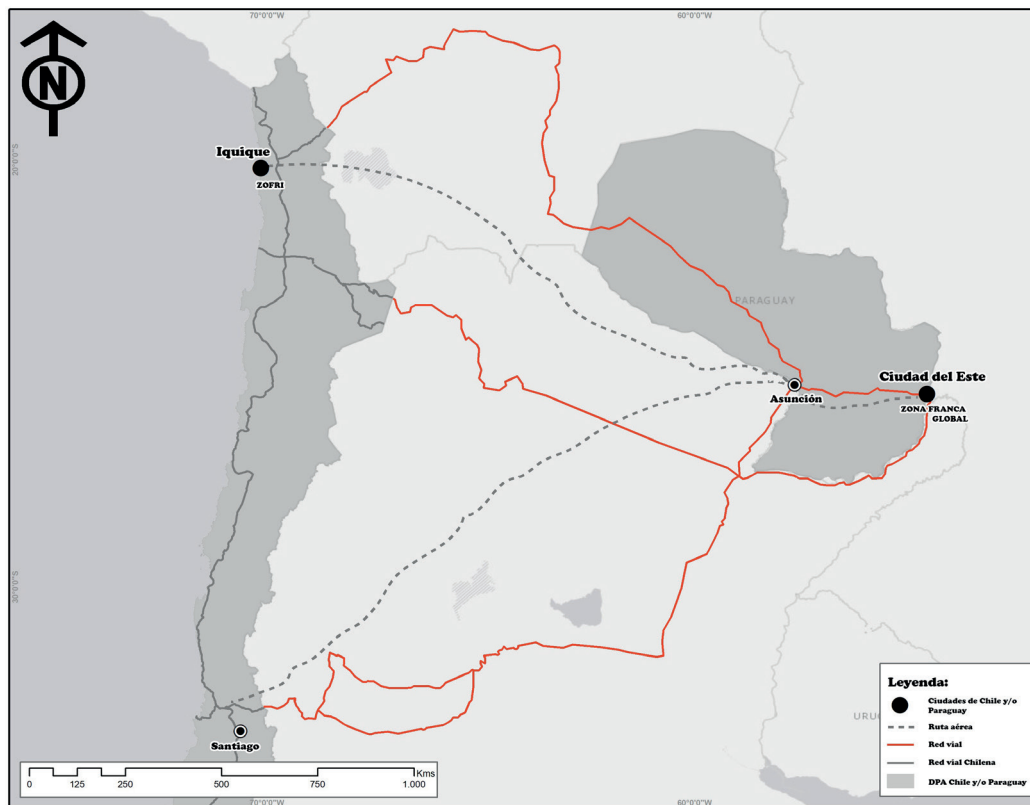 70°0'0"W
60°0'0"W
N
20°0'0"S
Iquique
ZOFRI
PARAGUAY
Ciudad del Este
Asunción
ZONA FRANCA
GLOBAL
30°0'0"S
Leyenda:
Ciudades de Chile y/o
Paraguay
URUG
Ruta aérea
Red vial
Red vial Chilena
DPA Chile y/o Paraguay
Santiago
Kms
0 125 250 500 750 1.000
70°0'0"W
60°0'0"W